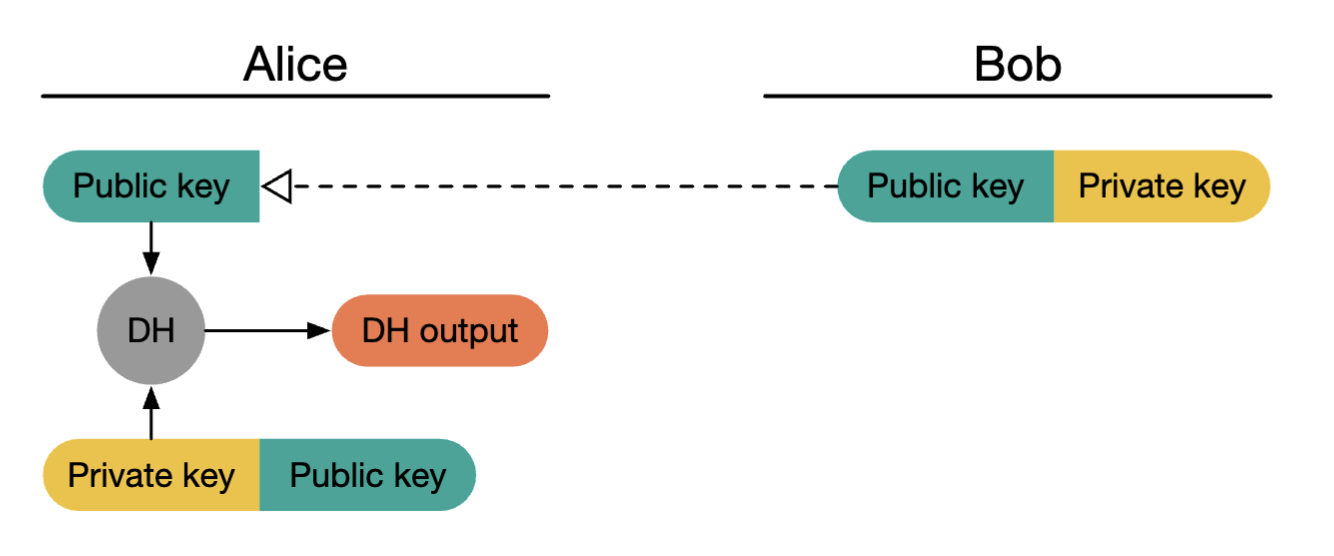 Alice
Bob
Public key
Public key
Private key
DH
DH output
Private key
Public key